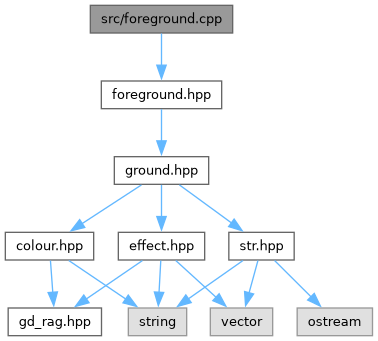 src/foreground.cpp
foreground.hpp
ground.hpp
colour.hpp
effect.hpp
str.hpp
gd_rag.hpp
string
vector
ostream